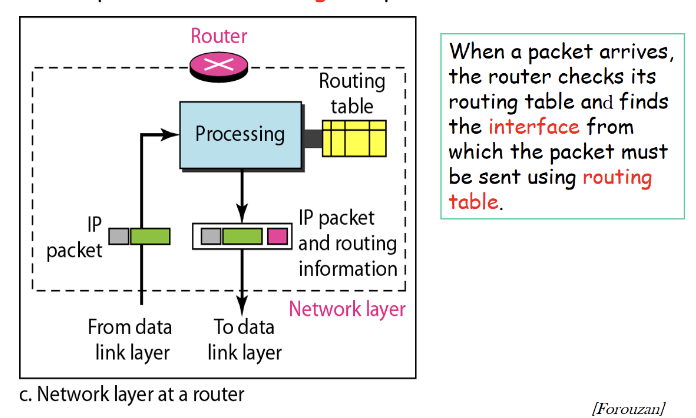 Router
Routing
table
Processing
IP
packet
IP packet
and routing
information
Network layer
From data
link layer
To data
link layer
c. Network layer at a router
When a packet arrives,
the router checks its
routing table and finds
the interface from
which the packet must
be sent using routing
table.
[Forouzan]